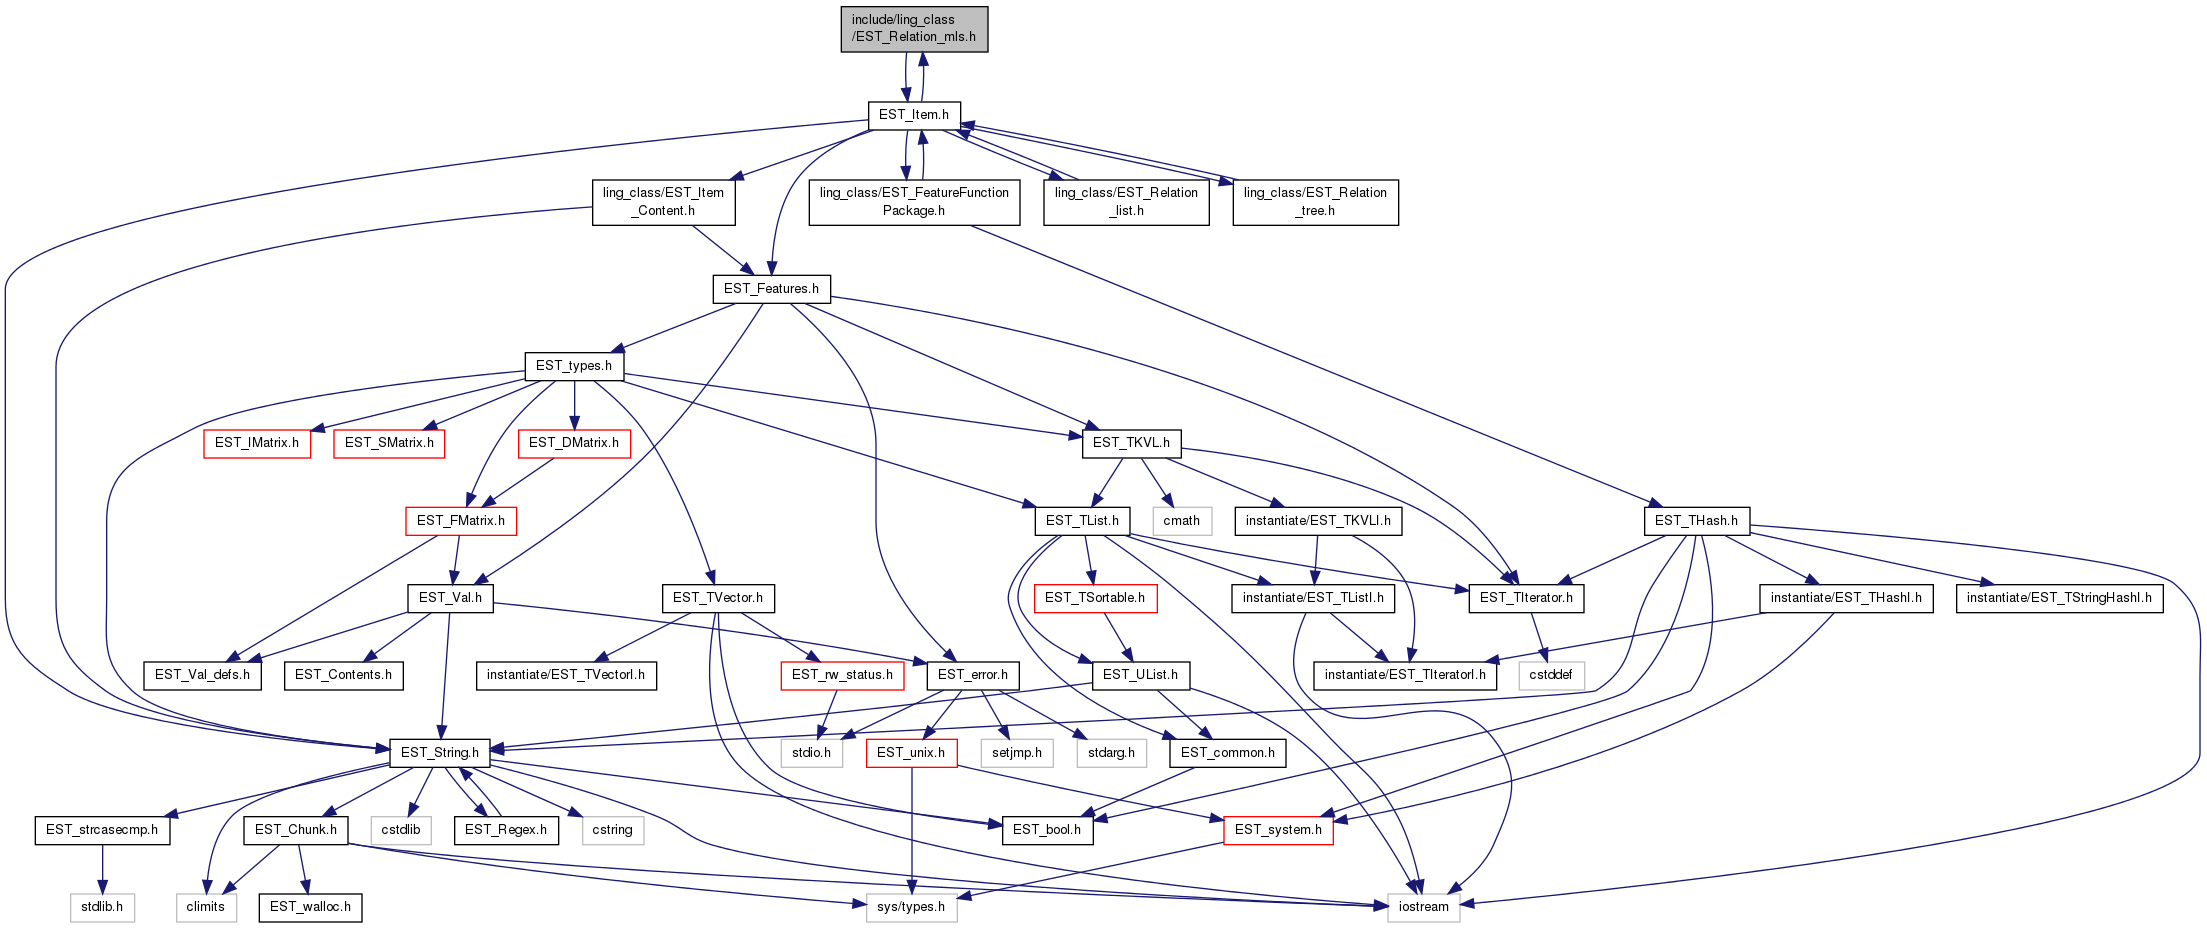 include/ling_class
/EST_Relation_mls.h
EST_Item.h
ling_class/EST_Item
_Content.h
ling_class/EST_FeatureFunction
Package.h
ling_class/EST_Relation
_list.h
ling_class/EST_Relation
_tree.h
EST_Features.h
EST_types.h
EST_IMatrix.h
EST_SMatrix.h
EST_DMatrix.h
EST_TKVL.h
EST_FMatrix.h
EST_TList.h
cmath
instantiate/EST_TKVLI.h
EST_THash.h
EST_Val.h
EST_TVector.h
EST_TSortable.h
instantiate/EST_TListI.h
EST_TIterator.h
instantiate/EST_THashI.h
instantiate/EST_TStringHashI.h
EST_Val_defs.h
EST_Contents.h
instantiate/EST_TVectorI.h
EST_rw_status.h
EST_error.h
EST_UList.h
instantiate/EST_TIteratorI.h
cstddef
EST_String.h
stdio.h
EST_unix.h
setjmp.h
stdarg.h
EST_common.h
EST_strcasecmp.h
EST_Chunk.h
cstdlib
EST_Regex.h
cstring
EST_bool.h
EST_system.h
stdlib.h
climits
EST_walloc.h
sys/types.h
iostream